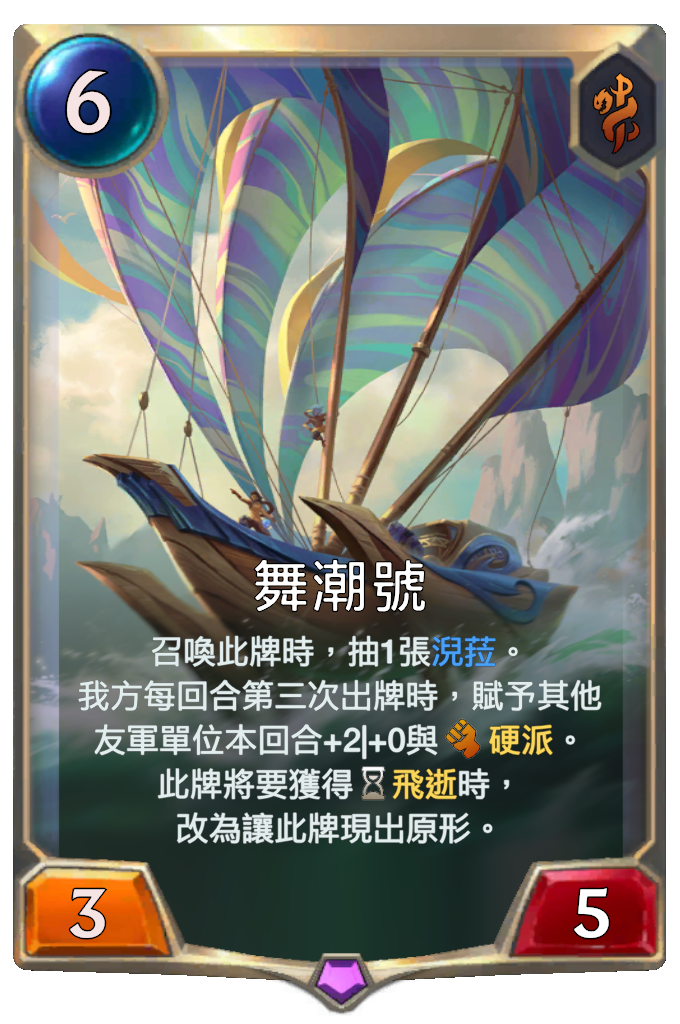 6
舞潮號
召喚此牌時，抽1張淣菈。
我方每回合第三次出牌時，賦予其他
友軍單位本回合+2|+0與硬派。
此牌將要獲得飛逝時，
改為讓此牌現出原形。
3
5